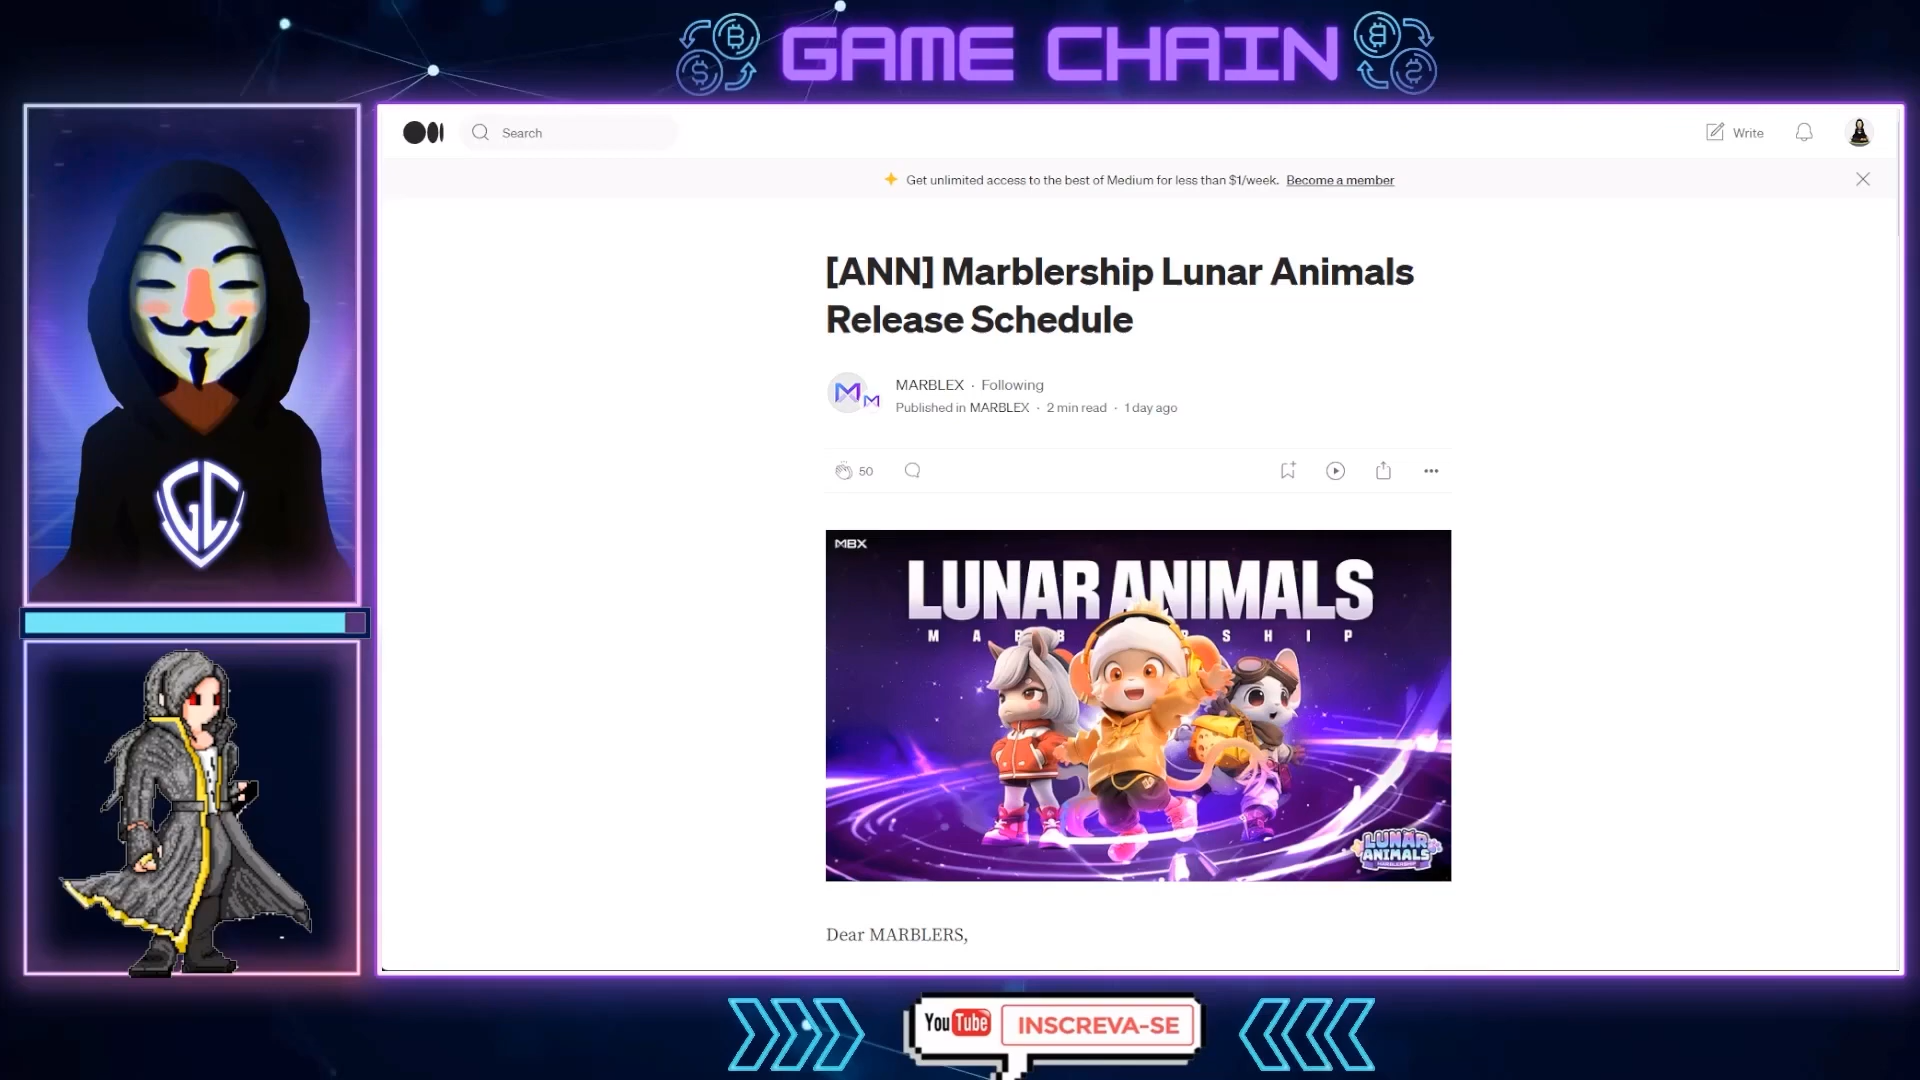 GAME CHAIN
Search
Write
Get unlimited access to the best of Medium for less than $1/week. Become a member
[ANN] Marblership Lunar Animals
Release Schedule
MARBLEX · Following
Published in MARBLEX · 2 min read · 1 day ago
50
MBX
LUNAR ANIMALS
LUNAR
ANIMALS
Dear MARBLERS,
GC
YouTube INSCREVA-SE